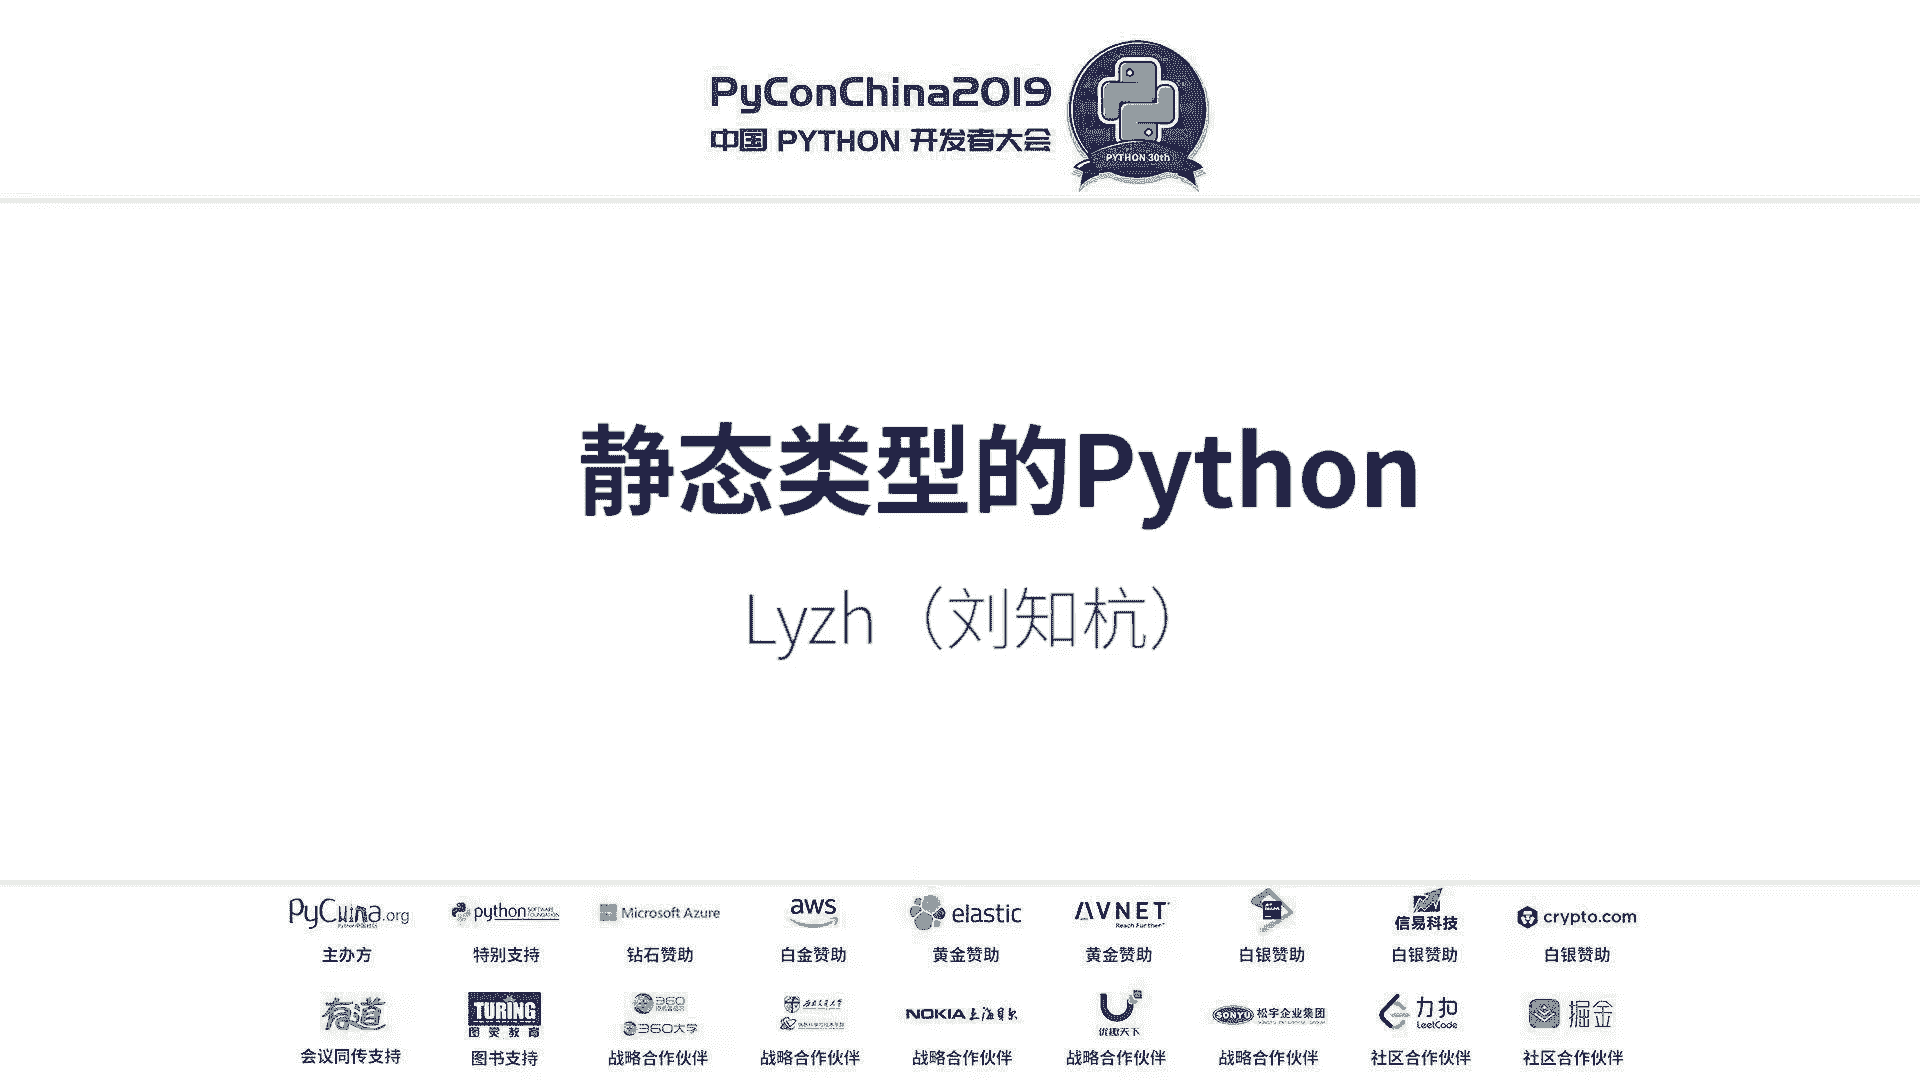 PyConChina2019
中国 PYTHON 开发者大会
PYTHON 30th
静态类型的Python
Lyzh（刘知杭）
PyChina.org
python
Microsoft Azure
aws
elastic
AVNET
Reach Further
信易科技
crypto.com
主办方
特别支持
钻石赞助
白金赞助
黄金赞助
黄金赞助
白银赞助
白银赞助
白银赞助
有道
TURING
图灵教育
360
360大学
NOKIA 上海贝尔
优趣天下
SONYU 松宇企业集团
力扣
LeetCode
掘金
会议同传支持
图书支持
战略合作伙伴
战略合作伙伴
战略合作伙伴
战略合作伙伴
战略合作伙伴
社区合作伙伴
社区合作伙伴